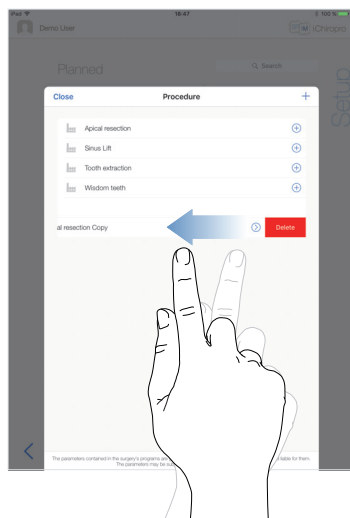 iPad 18:47 100 %
Demo User iChiropro
Planned Search
Setup
Close Procedure +
Apical resection
Sinus Lift
Tooth extraction
Wisdom teeth
al resection Copy Delete
The parameters contained in the surgery's programs are
The parameters may be